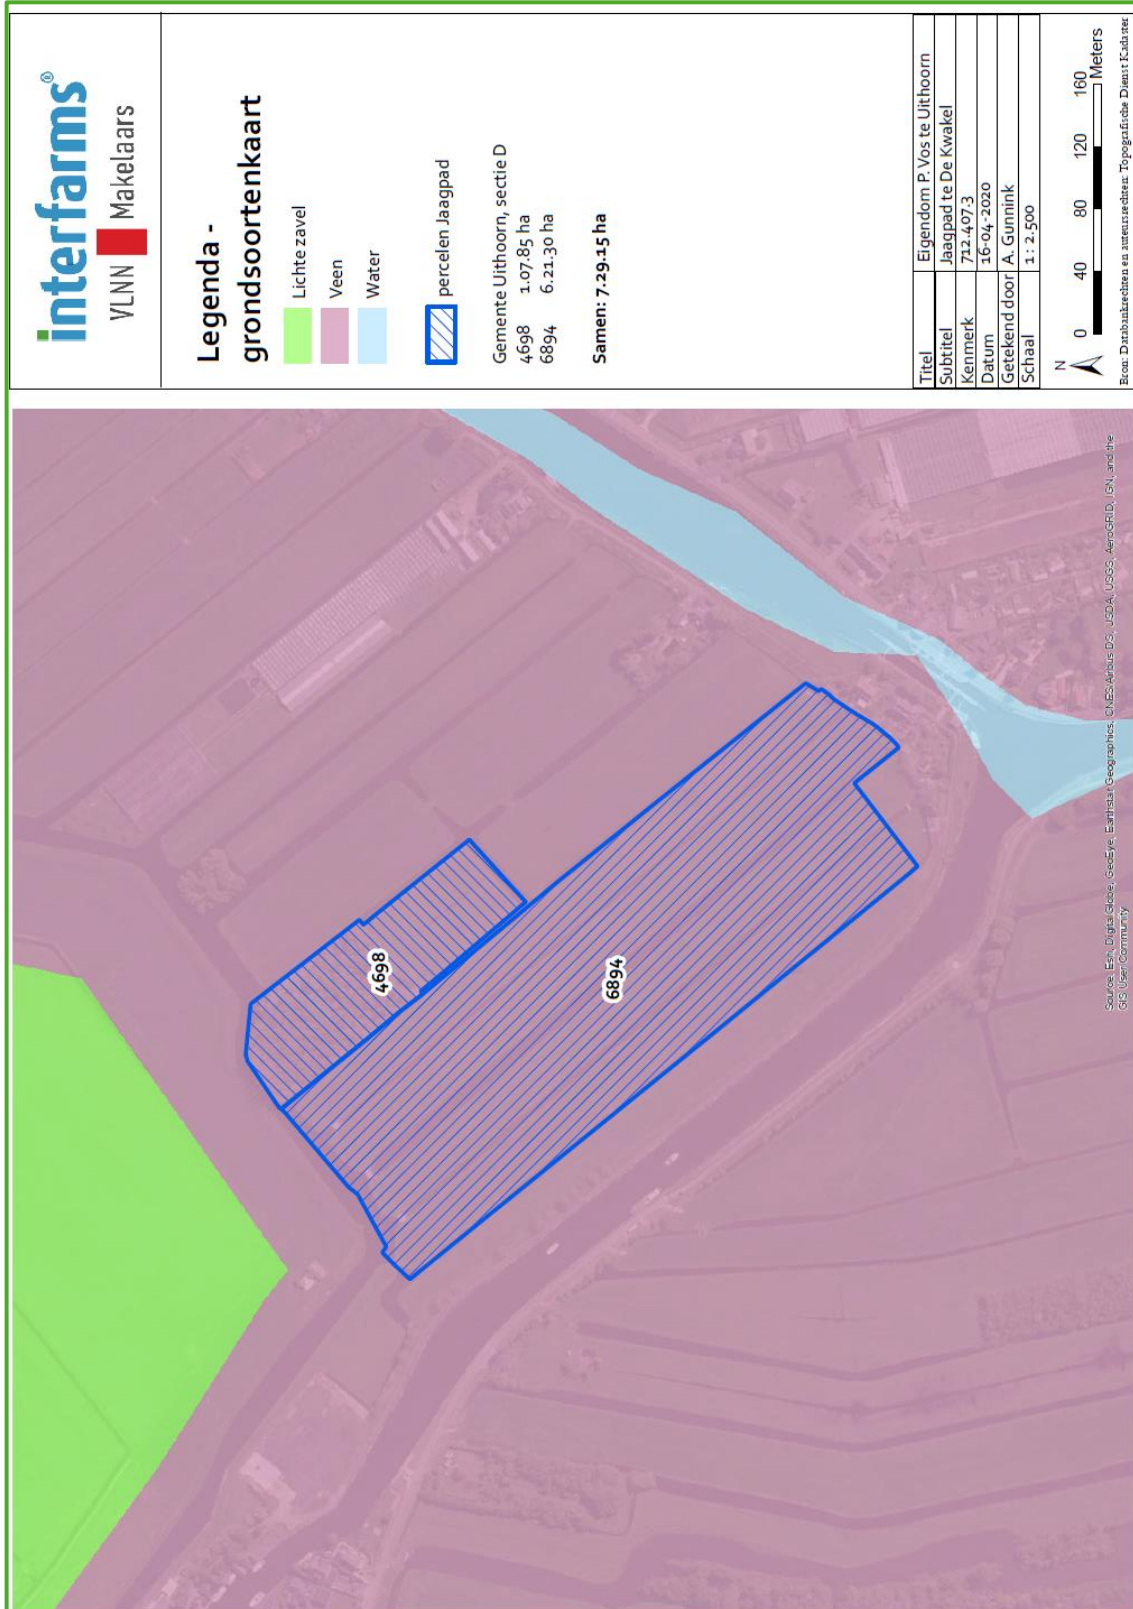 interfarms®
VLNN Makelaars
Legenda -
grondsoortenkaart
Lichte zavel
Veen
Water
percelen Jaagpad
Gemeente Uithoorn, sectie D
4698 1.07.85 ha
6894 6.21.30 ha
Samen: 7.29.15 ha
Titel Eigendom P. Vos te Uithoorn
Subtitel Jaagpad te De Kwakel
Kenmerk 712.407.3
Datum 16-04-2020
Getekend door A. Gunnink
Schaal 1 : 2.500
N
0 40 80 120 160
Meters
Bron: Databankrechten en auteursrechten: Topografische Dienst Kadaster
4698
6894
Source: Esri, DigitalGlobe, GeoEye, Earthstar Geographics, CNES/Airbus DS, USDA, USGS, AeroGRID, IGN, and the
GIS User Community